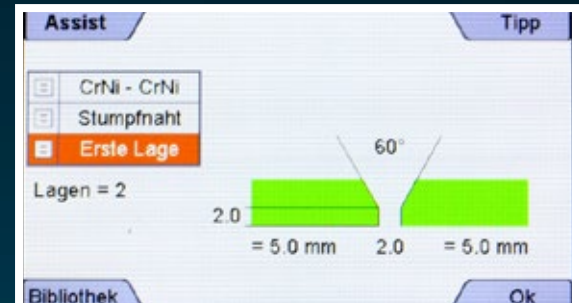 Assist
Tipp
CrNi - CrNi
Stumpfnaht
Erste Lage
60°
Lagen = 2
2.0
= 5.0 mm 2.0 = 5.0 mm
Bibliothek
Ok